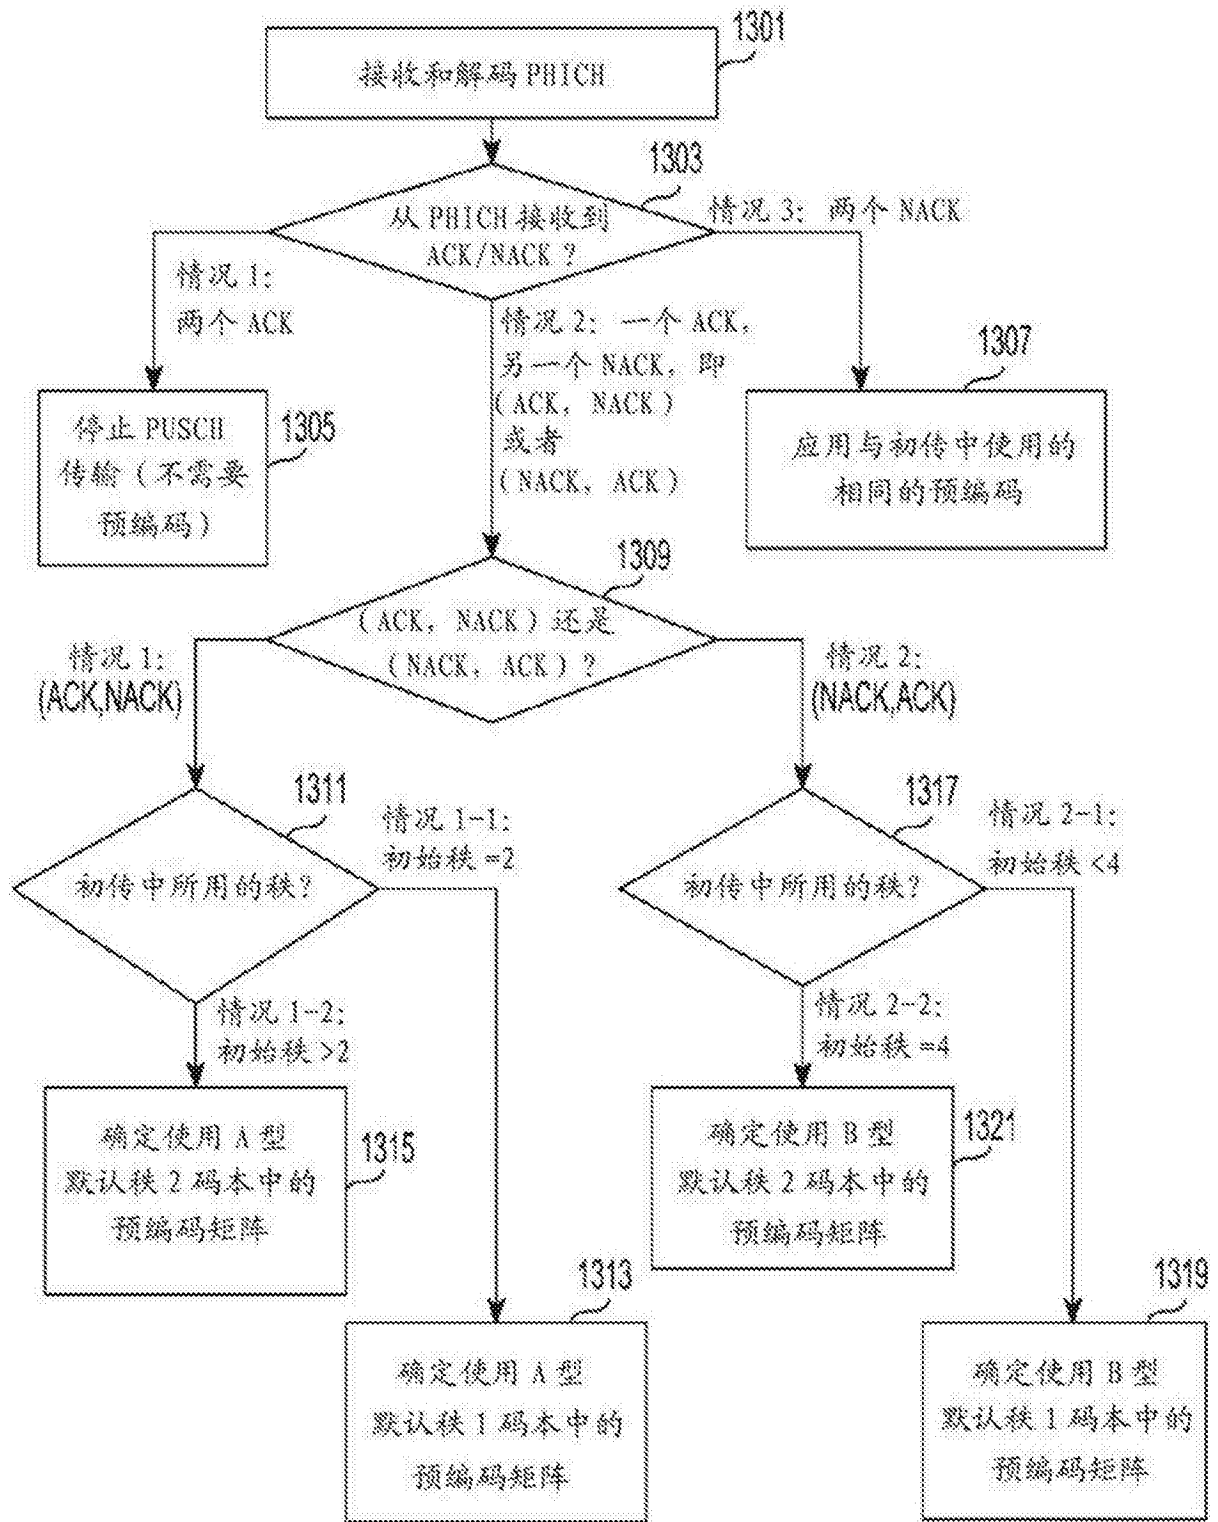 1301
接收和解码 PHICH
1303
从 PHICH 接收到
ACK/NACK?
情况 3: 两个 NACK
情况 1:
两个 ACK
情况 2: 一个 ACK,
另一个 NACK, 即
(ACK, NACK)
或者
(NACK, ACK)
1305
停止 PUSCH
传输(不需要
预编码)
1307
应用与初传中使用的
相同的预编码
1309
(ACK, NACK)还是
(NACK, ACK)?
情况 1:
(ACK,NACK)
情况 2:
(NACK,ACK)
1311
初传中所用的秩?
情况 1-1:
初始秩 =2
1317
初传中所用的秩?
情况 2-1:
初始秩 <4
情况 1-2:
初始秩 >2
情况 2-2:
初始秩 =4
1315
确定使用 A 型
默认秩 2 码本中的
预编码矩阵
1321
确定使用 B 型
默认秩 2 码本中的
预编码矩阵
1313
确定使用 A 型
默认秩 1 码本中的
预编码矩阵
1319
确定使用 B 型
默认秩 1 码本中的
预编码矩阵